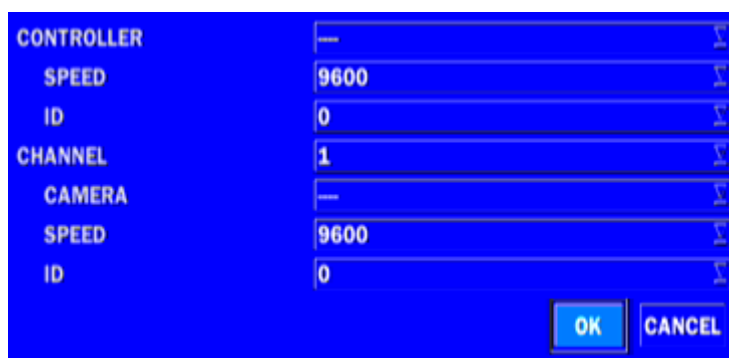 CONTROLLER ---
SPEED 9600
ID 0
CHANNEL 1
CAMERA ---
SPEED 9600
ID 0
OK CANCEL